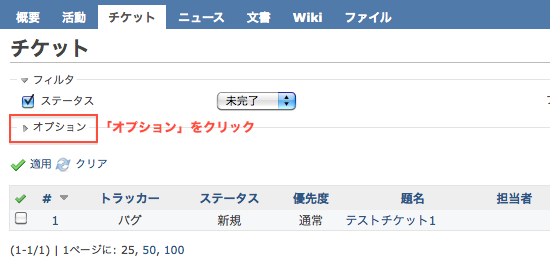 概要 活動 チケット ニュース 文書 Wiki ファイル
チケット
フィルタ
ステータス 未完了
オプション 「オプション」をクリック
適用 クリア
# トラッカー ステータス 優先度 題名 担当者
1 バグ 新規 通常 テストチケット1
(1-1/1) | 1ページに: 25, 50, 100